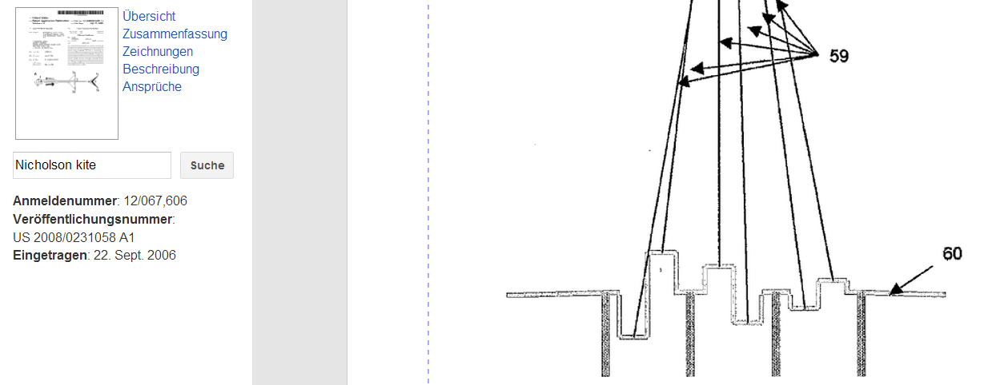 Übersicht
Zusammenfassung
Zeichnungen
Beschreibung
Ansprüche
Nicholson kite
Suche
Anmeldenummer: 12/067,606
Veröffentlichungsnummer:
US 2008/0231058 A1
Eingetragen: 22. Sept. 2006
59
60